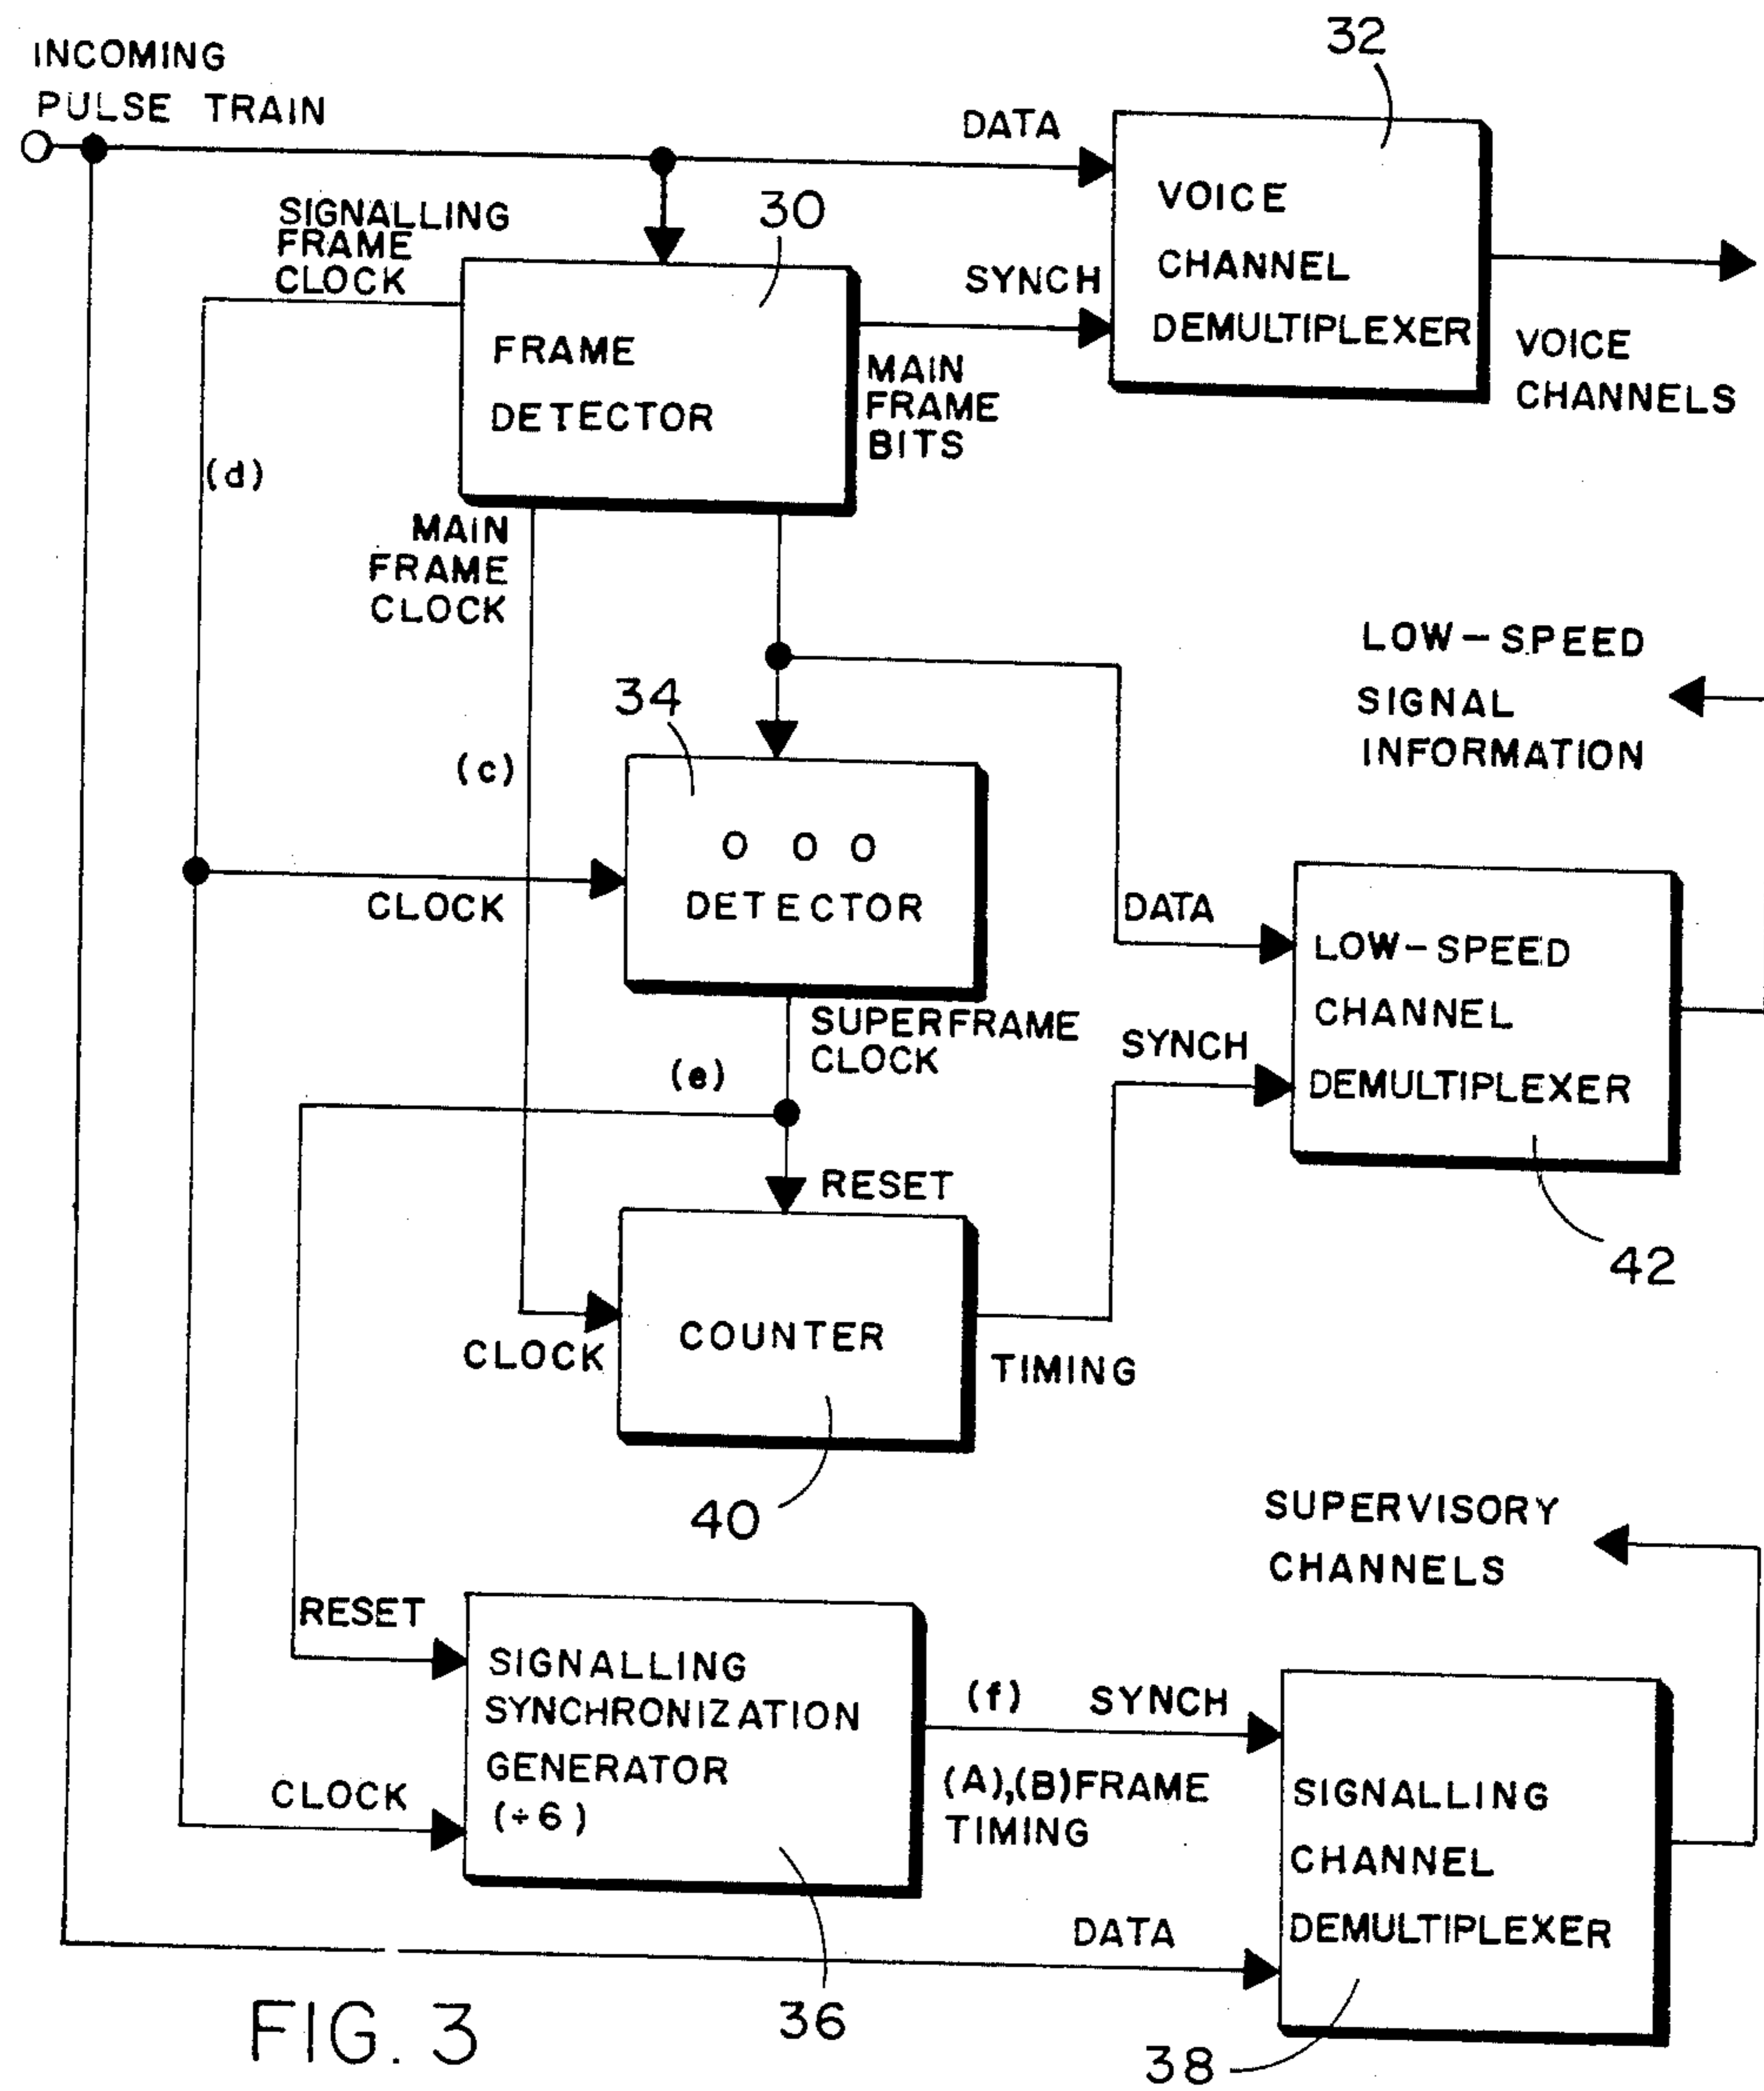 INCOMING
PULSE TRAIN
32
DATA
VOICE
CHANNEL
DEMULTIPLEXER
SIGNALLING
FRAME
CLOCK
30
SYNCH
FRAME
DETECTOR
MAIN
FRAME
BITS
VOICE
CHANNELS
(d)
MAIN
FRAME
CLOCK
LOW-SPEED
SIGNAL
INFORMATION
34
(c)
O O O
DETECTOR
CLOCK
DATA
LOW-SPEED
CHANNEL
DEMULTIPLEXER
SUPERFRAME
CLOCK
SYNCH
(e)
RESET
42
COUNTER
CLOCK
TIMING
40
SUPERVISORY
CHANNELS
RESET
SIGNALLING
SYNCHRONIZATION
GENERATOR
(÷6)
(f) SYNCH
(A),(B)FRAME
TIMING
CLOCK
SIGNALLING
CHANNEL
DEMULTIPLEXER
DATA
36
38
FIG. 3